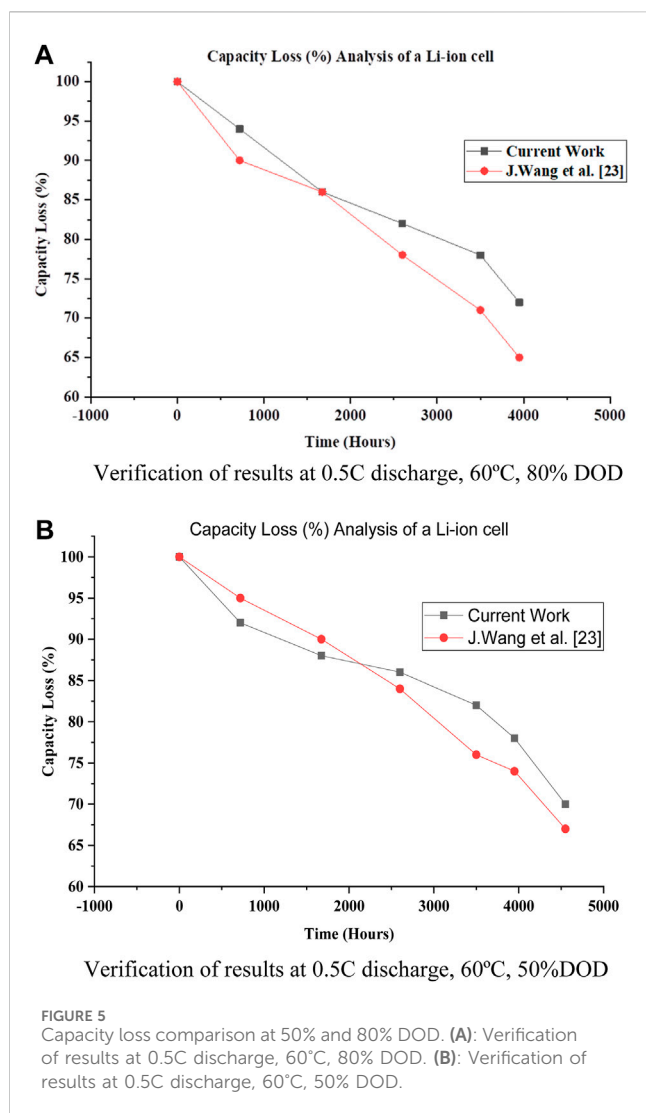 A
Capacity Loss (%) Analysis of a Li-ion cell
100
95
90
85
80
75
70
65
60
Capacity Loss (%)
Current Work
J.Wang et al. [23]
-1000 0 1000 2000 3000 4000 5000
Time (Hours)
Verification of results at 0.5C discharge, 60ºC, 80% DOD
B
Capacity Loss (%) Analysis of a Li-ion cell
100
95
90
85
80
75
70
65
60
Capacity Loss (%)
Current Work
J.Wang et al. [23]
-1000 0 1000 2000 3000 4000 5000
Time (Hours)
Verification of results at 0.5C discharge, 60ºC, 50%DOD
FIGURE 5
Capacity loss comparison at 50% and 80% DOD. (A): Verification
of results at 0.5C discharge, 60°C, 80% DOD. (B): Verification of
results at 0.5C discharge, 60°C, 50% DOD.